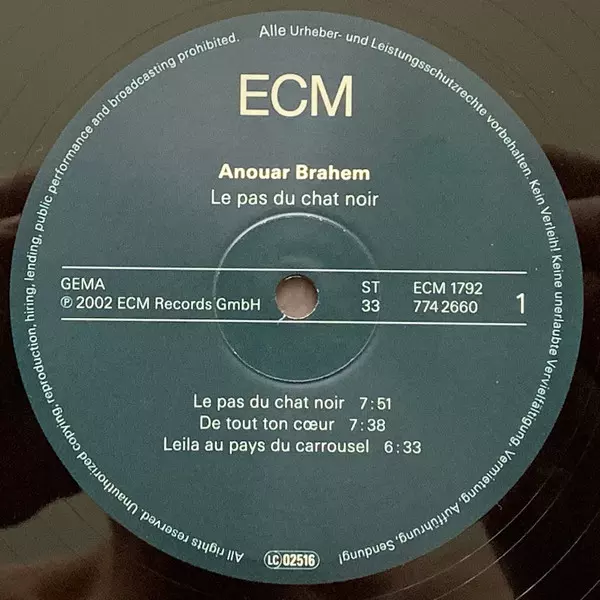 ECM
Anouar Brahem
Le pas du chat noir
GEMA
℗ 2002 ECM Records GmbH
ST
33
ECM 1792
774 2660
1
Le pas du chat noir 7:51
De tout ton cœur 7:38
Leila au pays du carrousel 6:33
Alle Urheber- und Leistungsschutzrechte vorbehalten. Kein Verleih! Keine unerlaubte Vervielfältigung, Vermietung, Aufführung, Sendung!
All rights reserved. Unauthorized copying, reproduction, hiring, lending, public performance and broadcasting prohibited.
LC 02516